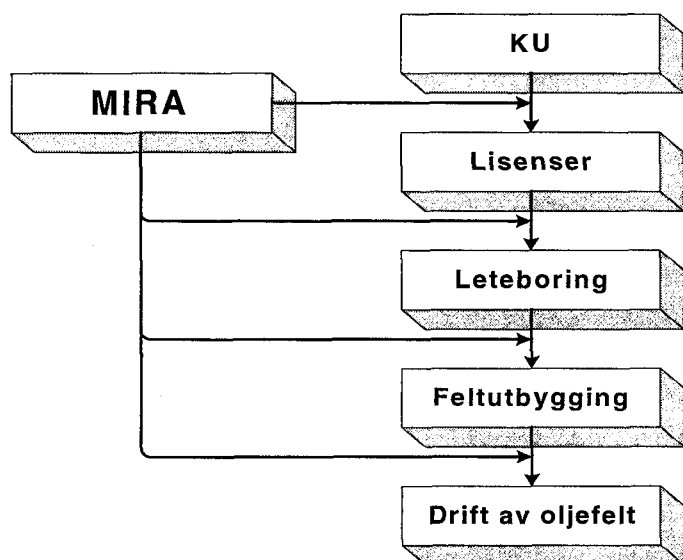 KU
MIRA
Lisenser
Leteboring
Feltutbygging
Drift av oljefelt